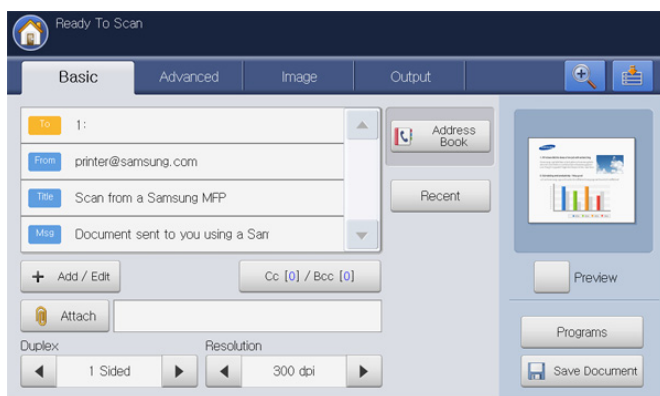 Ready To Scan
Basic
Advanced
Image
Output
To 1:
From printer@samsung.com
Title Scan from a Samsung MFP
Msg Document sent to you using a Sam
Address
Book
Recent
+ Add / Edit
Cc [0] / Bcc [0]
Attach
Duplex
Resolution
1 Sided
300 dpi
Preview
Programs
Save Document